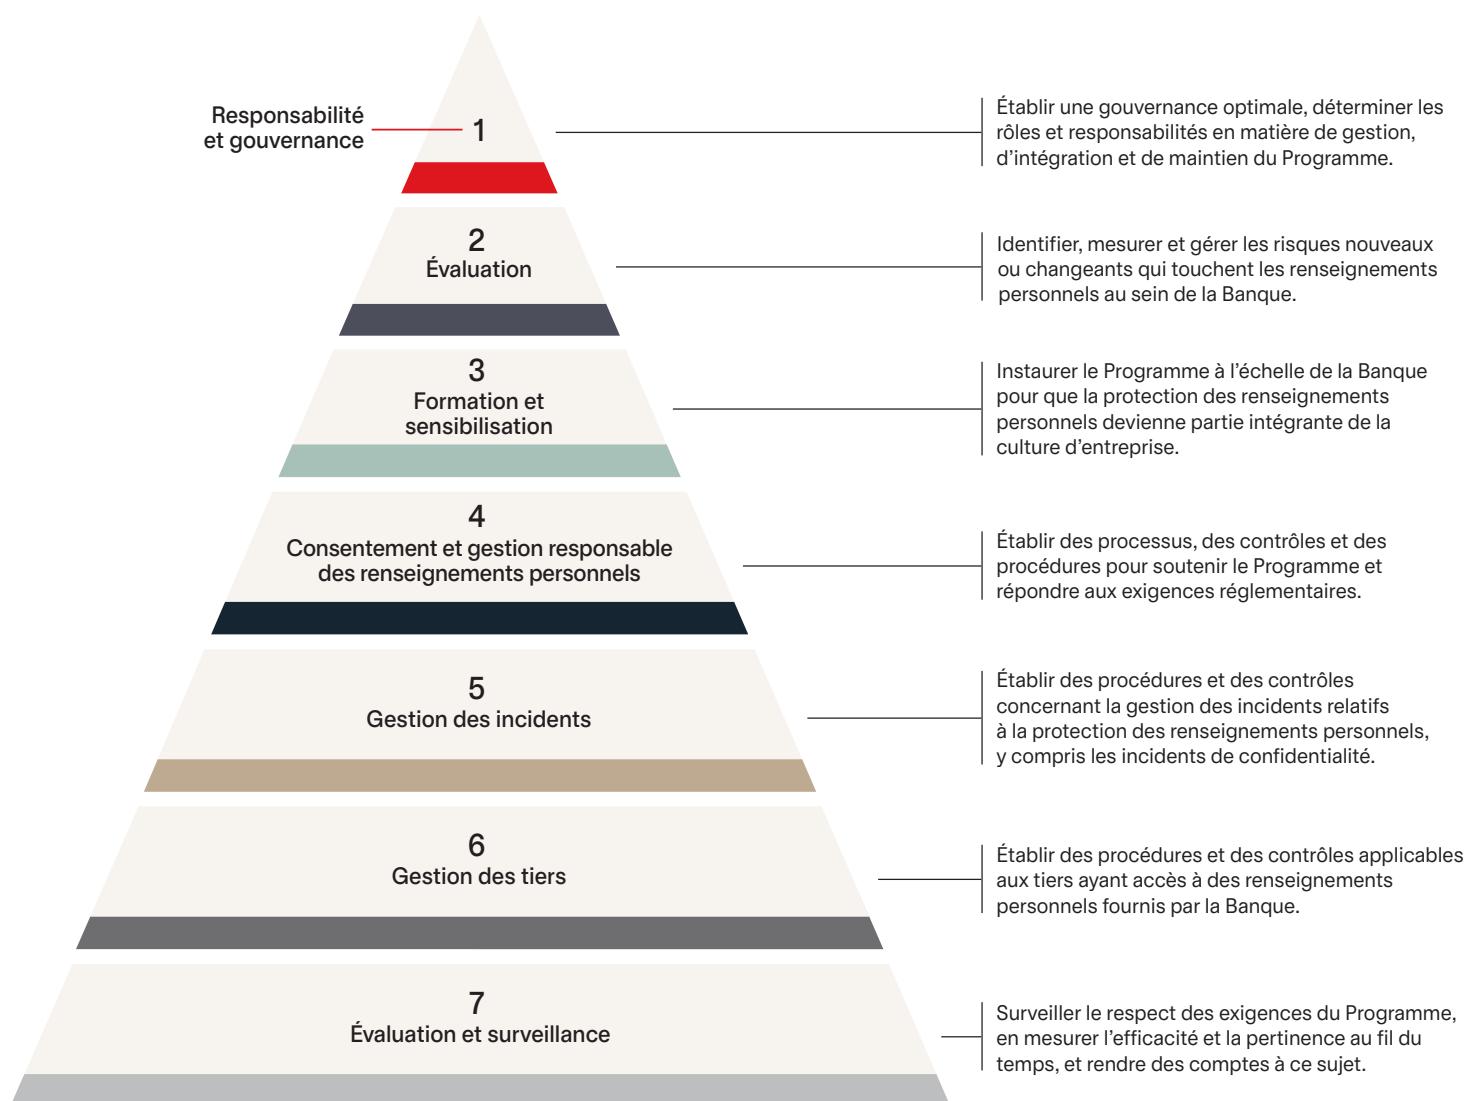 Responsabilité
et gouvernance
1
Établir une gouvernance optimale, déterminer les
rôles et responsabilités en matière de gestion,
d’intégration et de maintien du Programme.
2
Évaluation
Identifier, mesurer et gérer les risques nouveaux
ou changeants qui touchent les renseignements
personnels au sein de la Banque.
3
Formation et
sensibilisation
Instaurer le Programme à l’échelle de la Banque
pour que la protection des renseignements
personnels devienne partie intégrante de la
culture d’entreprise.
4
Consentement et gestion responsable
des renseignements personnels
Établir des processus, des contrôles et des
procédures pour soutenir le Programme et
répondre aux exigences réglementaires.
5
Gestion des incidents
Établir des procédures et des contrôles
concernant la gestion des incidents relatifs
à la protection des renseignements personnels,
y compris les incidents de confidentialité.
6
Gestion des tiers
Établir des procédures et des contrôles applicables
aux tiers ayant accès à des renseignements
personnels fournis par la Banque.
7
Évaluation et surveillance
Surveiller le respect des exigences du Programme,
en mesurer l’efficacité et la pertinence au fil du
temps, et rendre des comptes à ce sujet.